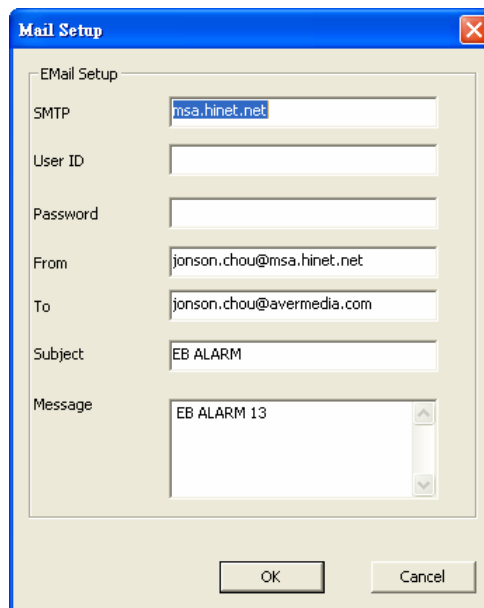 Mail Setup
EMail Setup
SMTP
msa.hinet.net
User ID
Password
From
jonson.chou@msa.hinet.net
To
jonson.chou@avermedia.com
Subject
EB ALARM
Message
EB ALARM 13
OK
Cancel